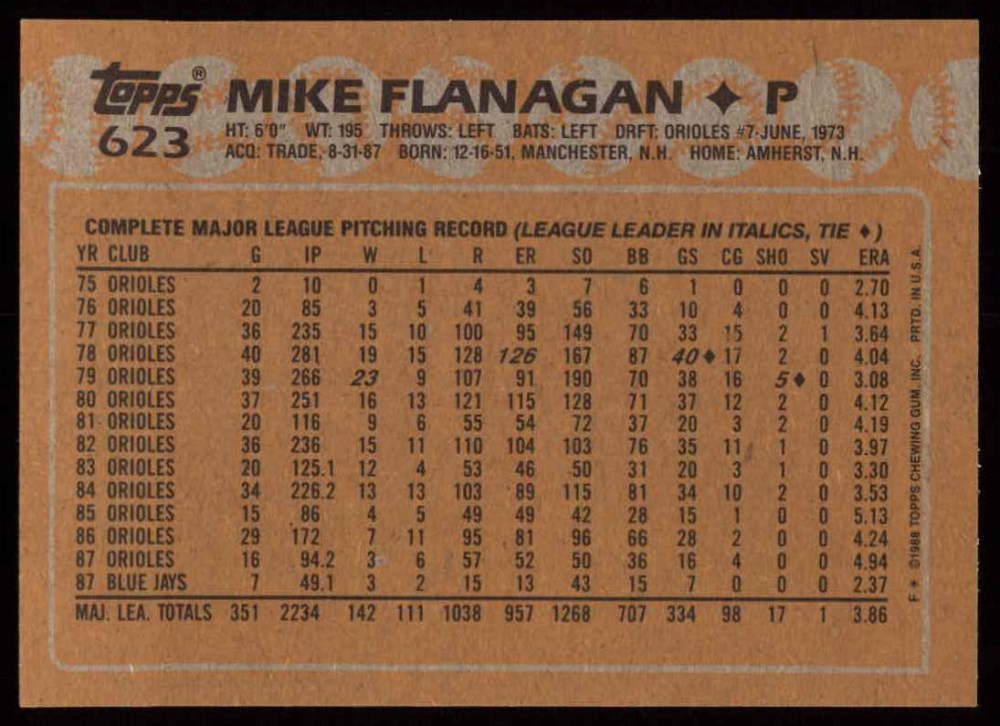 Topps® MIKE FLANAGAN ✦ P
623 HT: 6'0" WT: 195 THROWS: LEFT BATS: LEFT DRFT: ORIOLES #7-JUNE, 1973
ACQ: TRADE, 8-31-87 BORN: 12-16-51, MANCHESTER, N.H. HOME: AMHERST, N.H.
COMPLETE MAJOR LEAGUE PITCHING RECORD (LEAGUE LEADER IN ITALICS, TIE ♦)
YR CLUB G IP W L R ER SO BB GS CG SHO SV ERA
75 ORIOLES 2 10 0 1 4 3 7 6 1 0 0 0 2.70
76 ORIOLES 20 85 3 5 41 39 56 33 10 4 0 0 4.13
77 ORIOLES 36 235 15 10 100 95 149 70 33 15 2 1 3.64
78 ORIOLES 40 281 19 15 128 126 167 87 40♦ 17 2 0 4.04
79 ORIOLES 39 266 23 9 107 91 190 70 38 16 5♦ 0 3.08
80 ORIOLES 37 251 16 13 121 115 128 71 37 12 2 0 4.12
81 ORIOLES 20 116 9 6 55 54 72 37 20 3 2 0 4.19
82 ORIOLES 36 236 15 11 110 104 103 76 35 11 1 0 3.97
83 ORIOLES 20 125.1 12 4 53 46 50 31 20 3 1 0 3.30
84 ORIOLES 34 226.2 13 13 103 89 115 81 34 10 2 0 3.53
85 ORIOLES 15 86 4 5 49 49 42 28 15 1 0 0 5.13
86 ORIOLES 29 172 7 11 95 81 96 66 28 2 0 0 4.24
87 ORIOLES 16 94.2 3 6 57 52 50 36 16 4 0 0 4.94
87 BLUE JAYS 7 49.1 3 2 15 13 43 15 7 0 0 0 2.37
MAJ. LEA. TOTALS 351 2234 142 111 1038 957 1268 707 334 98 17 1 3.86
F * ©1988 TOPPS CHEWING GUM, INC. PRTD. IN U.S.A.